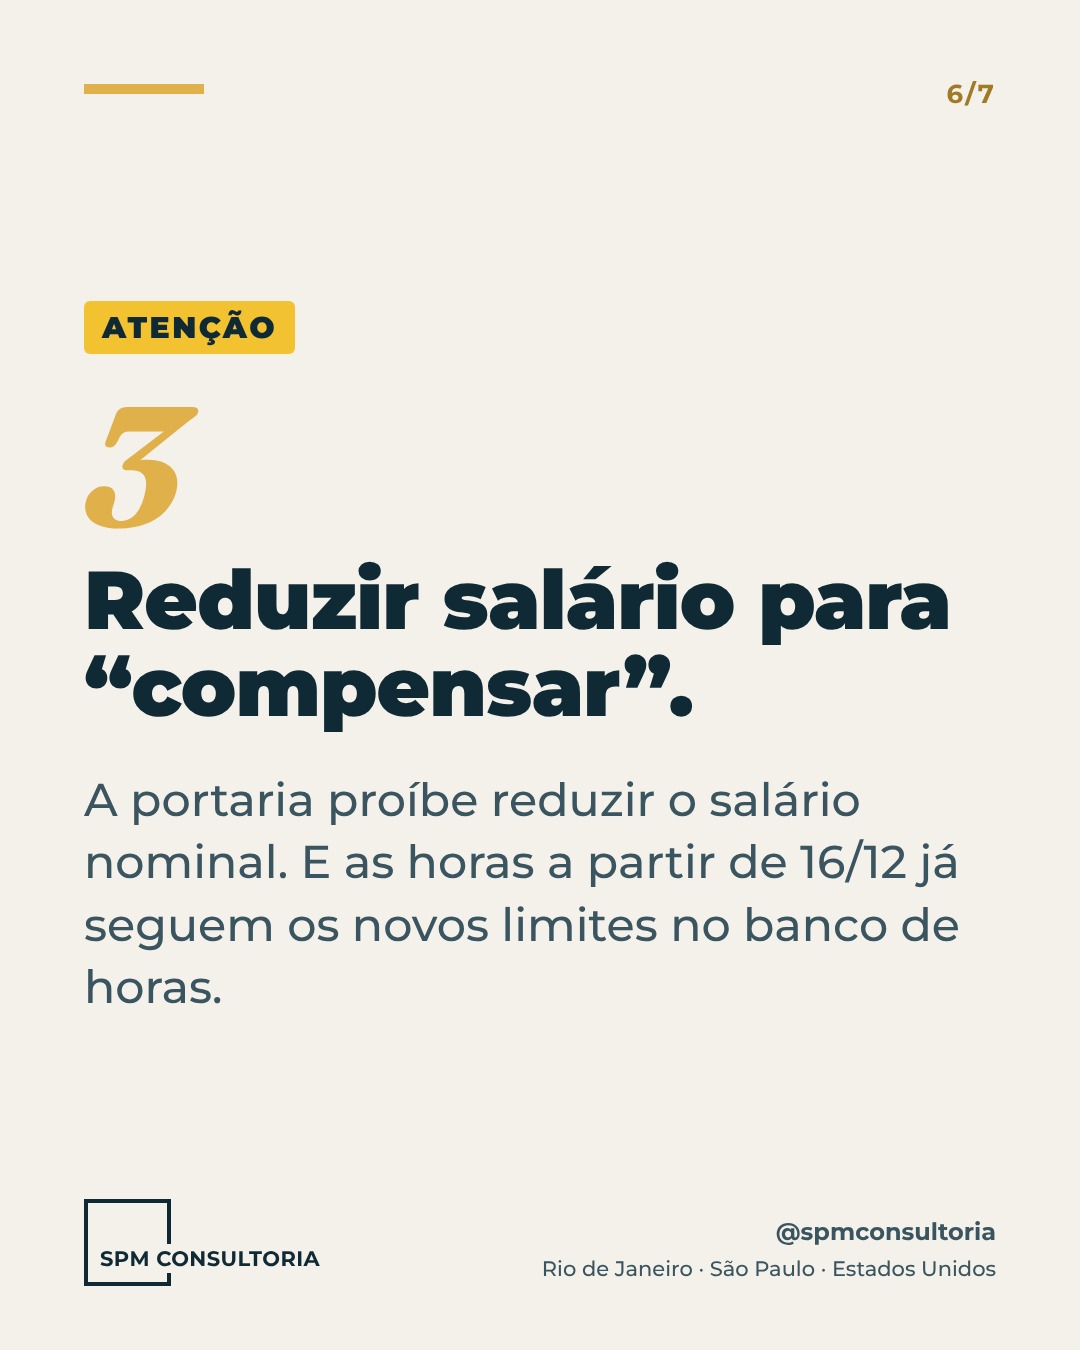 6/7
ATENÇÃO
3
Reduzir salário para
“compensar”.
A portaria proíbe reduzir o salário
nominal. E as horas a partir de 16/12 já
seguem os novos limites no banco de
horas.
SPM CONSULTORIA
@spmconsultoria
Rio de Janeiro · São Paulo · Estados Unidos